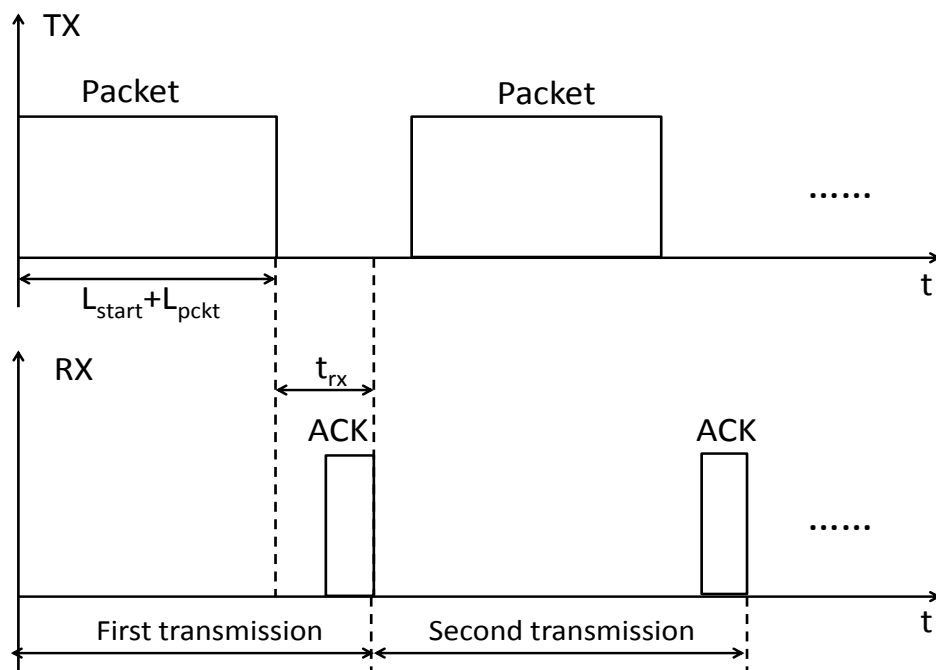 TX
Packet
Packet
......
t
Lstart+Lpckt
RX
trx
ACK
ACK
......
t
First transmission
Second transmission